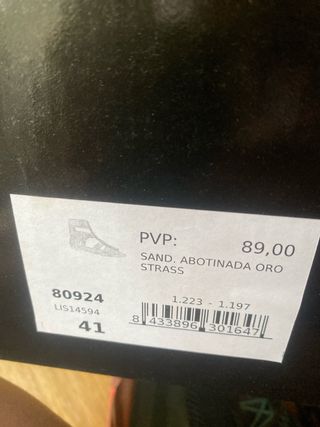 PVP: 89,00
SAND. ABOTINADA ORO
STRASS
80924
LIS14594
41
1.223 - 1.197
8 433896 301647